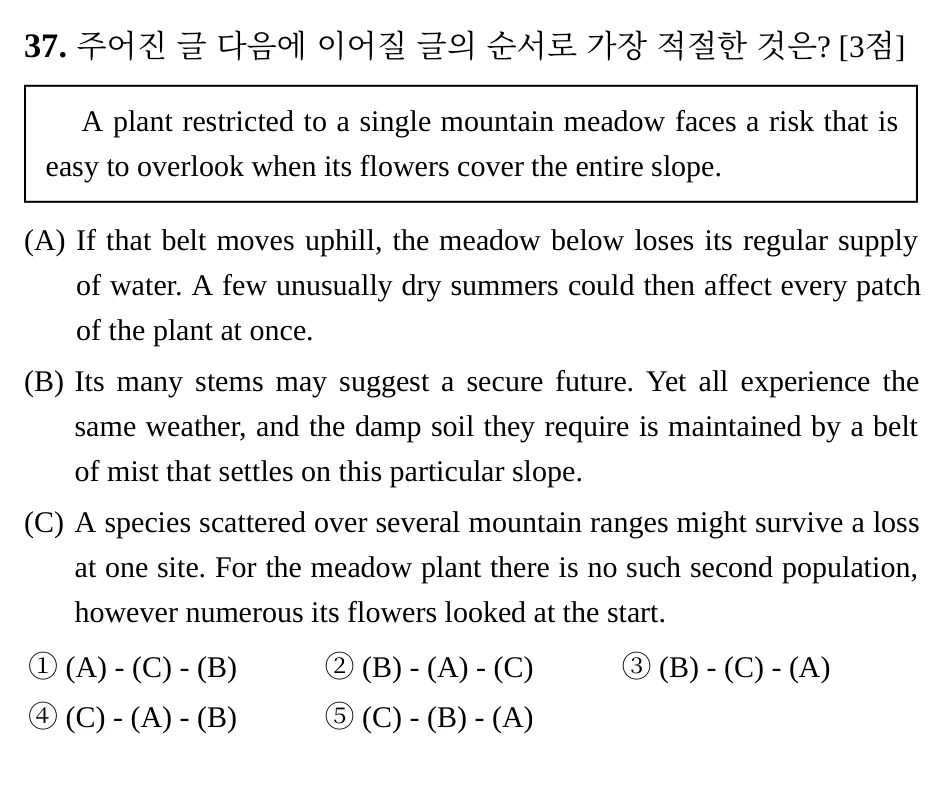 37. 주어진 글 다음에 이어질 글의 순서로 가장 적절한 것은? [3점]
A plant restricted to a single mountain meadow faces a risk that is
easy to overlook when its flowers cover the entire slope.
(A) If that belt moves uphill, the meadow below loses its regular supply
of water. A few unusually dry summers could then affect every patch
of the plant at once.
(B) Its many stems may suggest a secure future. Yet all experience the
same weather, and the damp soil they require is maintained by a belt
of mist that settles on this particular slope.
(C) A species scattered over several mountain ranges might survive a loss
at one site. For the meadow plant there is no such second population,
however numerous its flowers looked at the start.
① (A) - (C) - (B) ② (B) - (A) - (C) ③ (B) - (C) - (A)
④ (C) - (A) - (B) ⑤ (C) - (B) - (A)